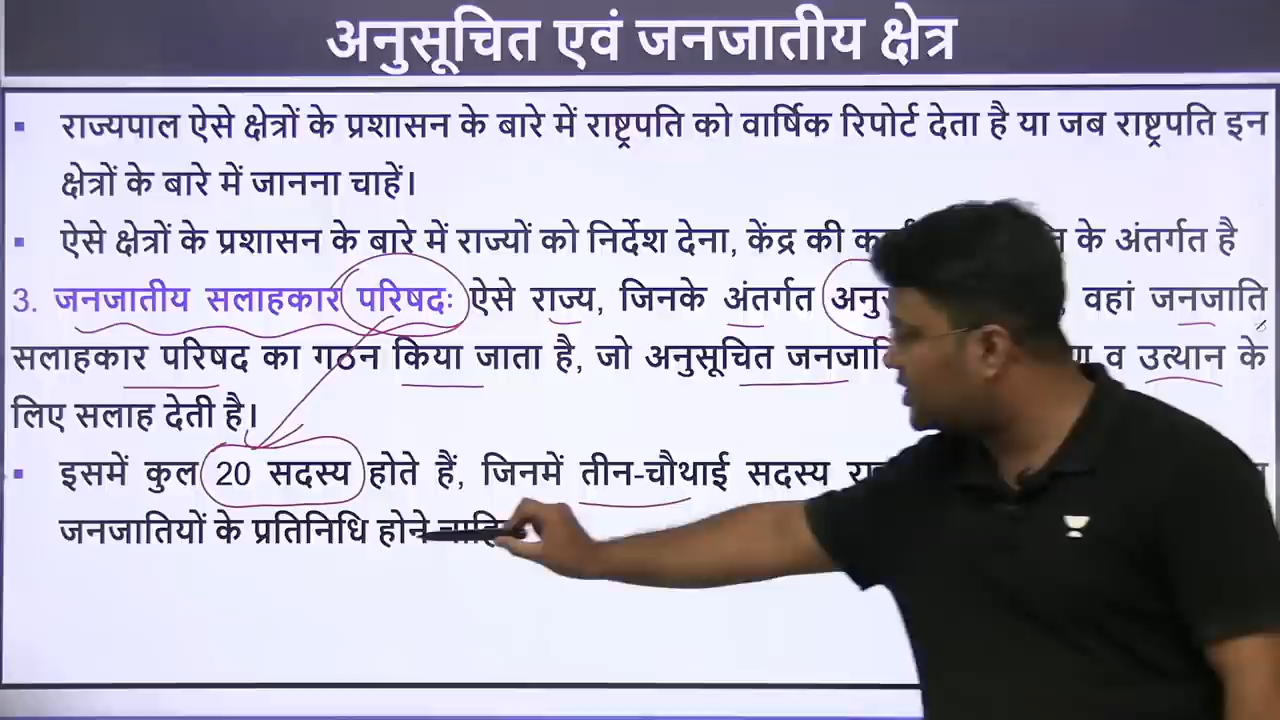 अनुसूचित एवं जनजातीय क्षेत्र
▪ राज्यपाल ऐसे क्षेत्रों के प्रशासन के बारे में राष्ट्रपति को वार्षिक रिपोर्ट देता है या जब राष्ट्रपति इन
क्षेत्रों के बारे में जानना चाहें।
▪ ऐसे क्षेत्रों के प्रशासन के बारे में राज्यों को निर्देश देना, केंद्र की के अंतर्गत है
3. जनजातीय सलाहकार परिषदः ऐसे राज्य, जिनके अंतर्गत वहां जनजाति
सलाहकार परिषद का गठन किया जाता है, जो अनुसूचित व उत्थान के
लिए सलाह देती है।
▪ इसमें कुल 20 सदस्य होते हैं, जिनमें तीन-चौथाई सदस्य
जनजातियों के प्रतिनिधि होने